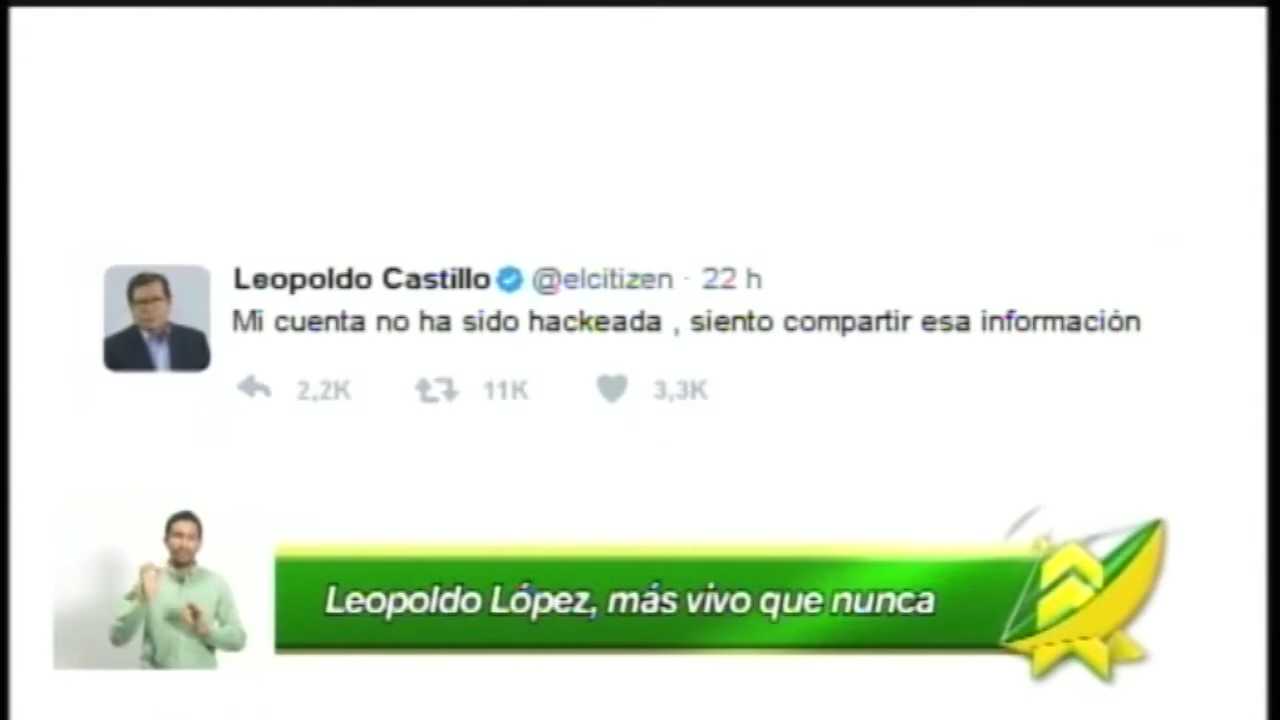 Leopoldo Castillo @elcitizen · 22 h
Mi cuenta no ha sido hackeada , siento compartir esa información
2,2K 11K 3,3K
Leopoldo López, más vivo que nunca